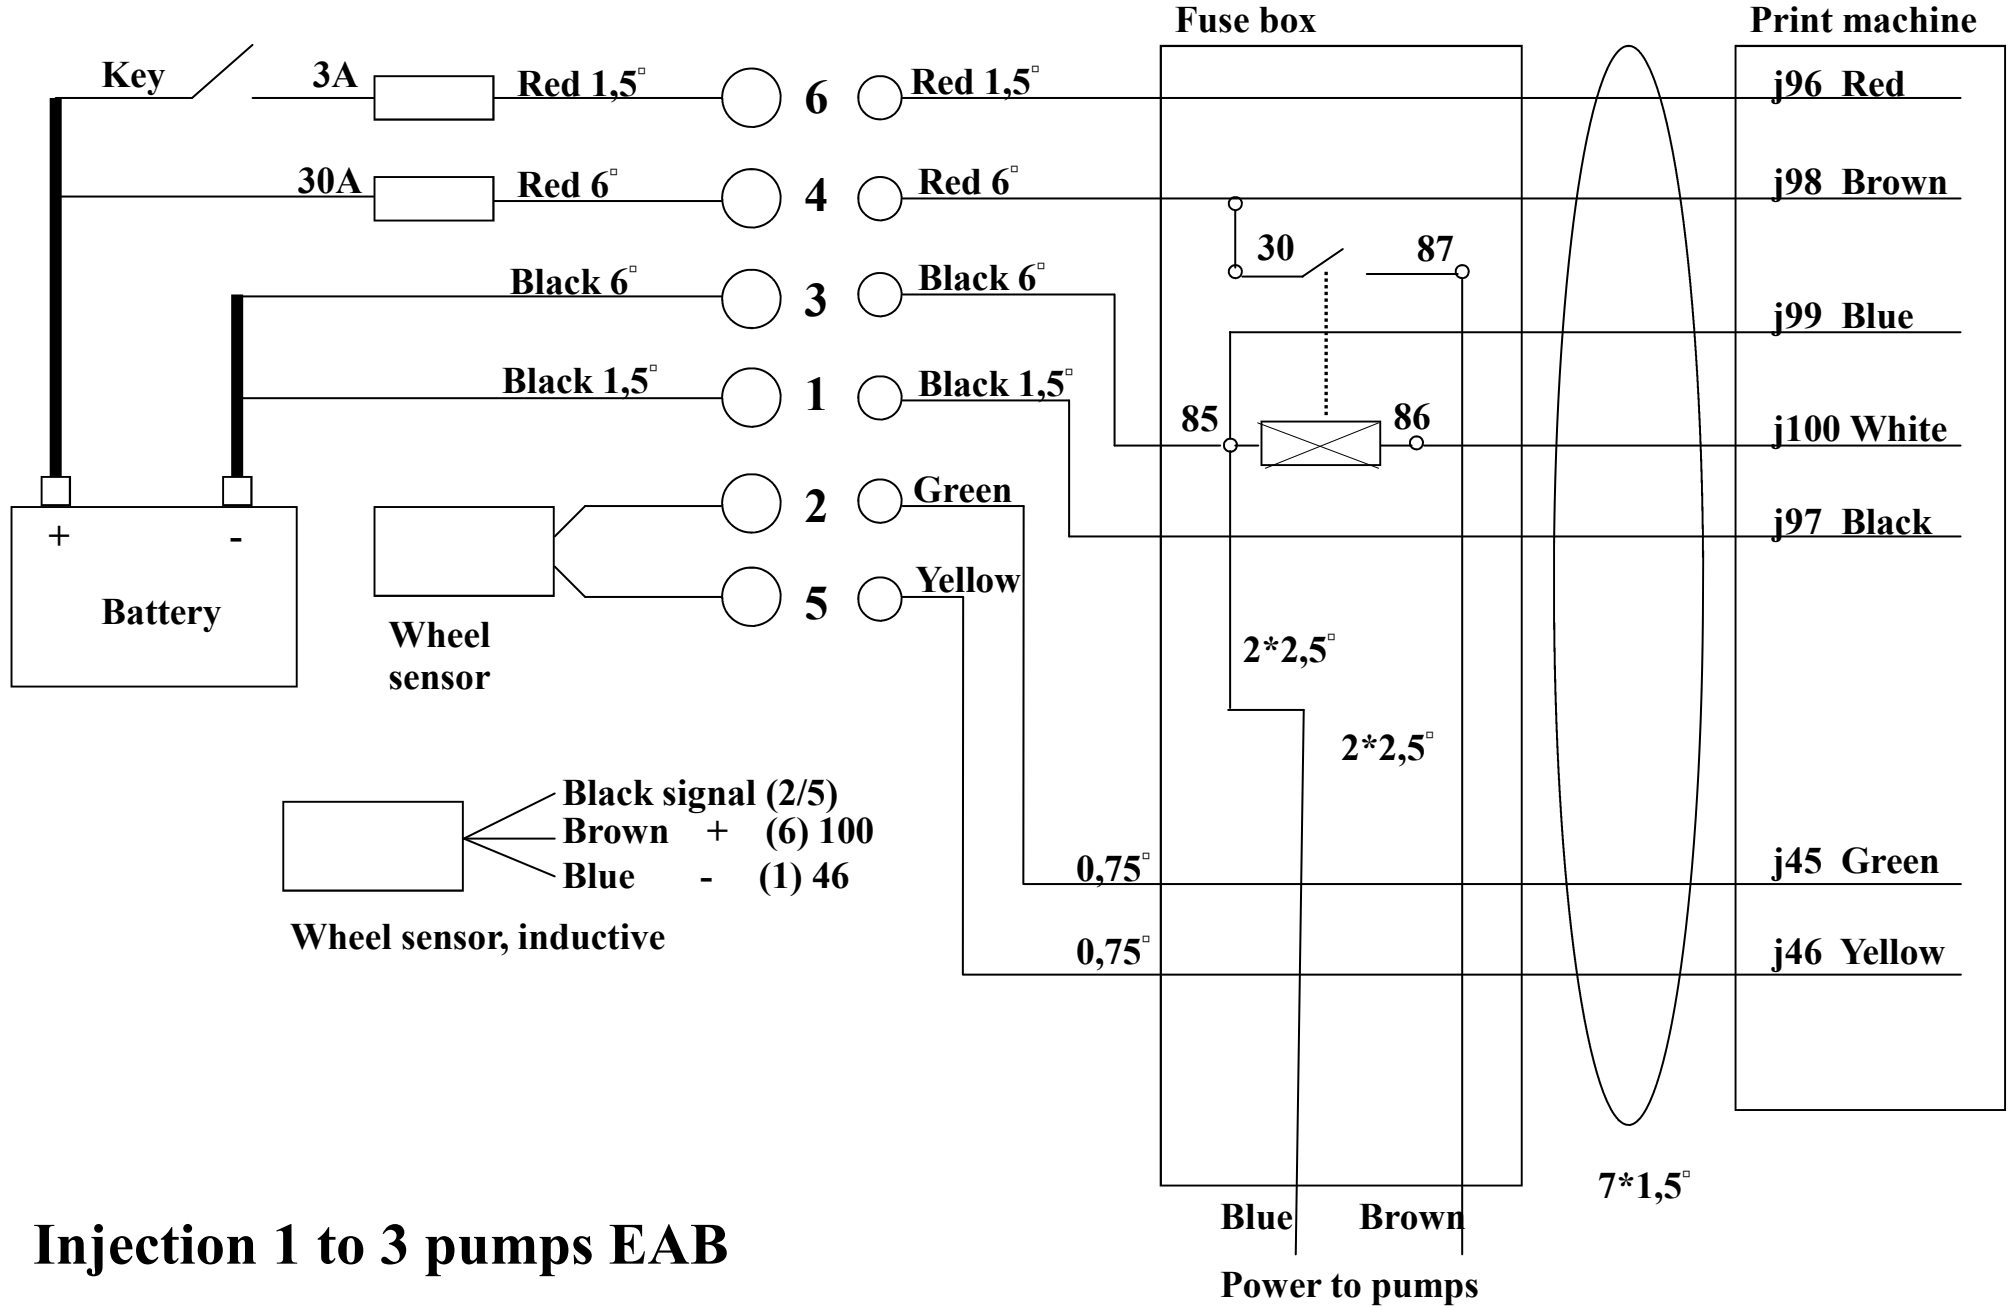 Fuse box
Print machine
Key
3A
Red 1,5□
6
Red 1,5□
j96 Red
30A
Red 6□
4
Red 6□
j98 Brown
30
87
Black 6□
3
Black 6□
j99 Blue
Black 1,5□
1
Black 1,5□
85
86
j100 White
2
Green
j97 Black
+
-
Battery
5
Yellow
Wheel
sensor
2*2,5□
2*2,5□
Black signal (2/5)
Brown + (6) 100
Blue - (1) 46
Wheel sensor, inductive
0,75□
j45 Green
0,75□
j46 Yellow
7*1,5□
Blue
Brown
Injection 1 to 3 pumps EAB
Power to pumps